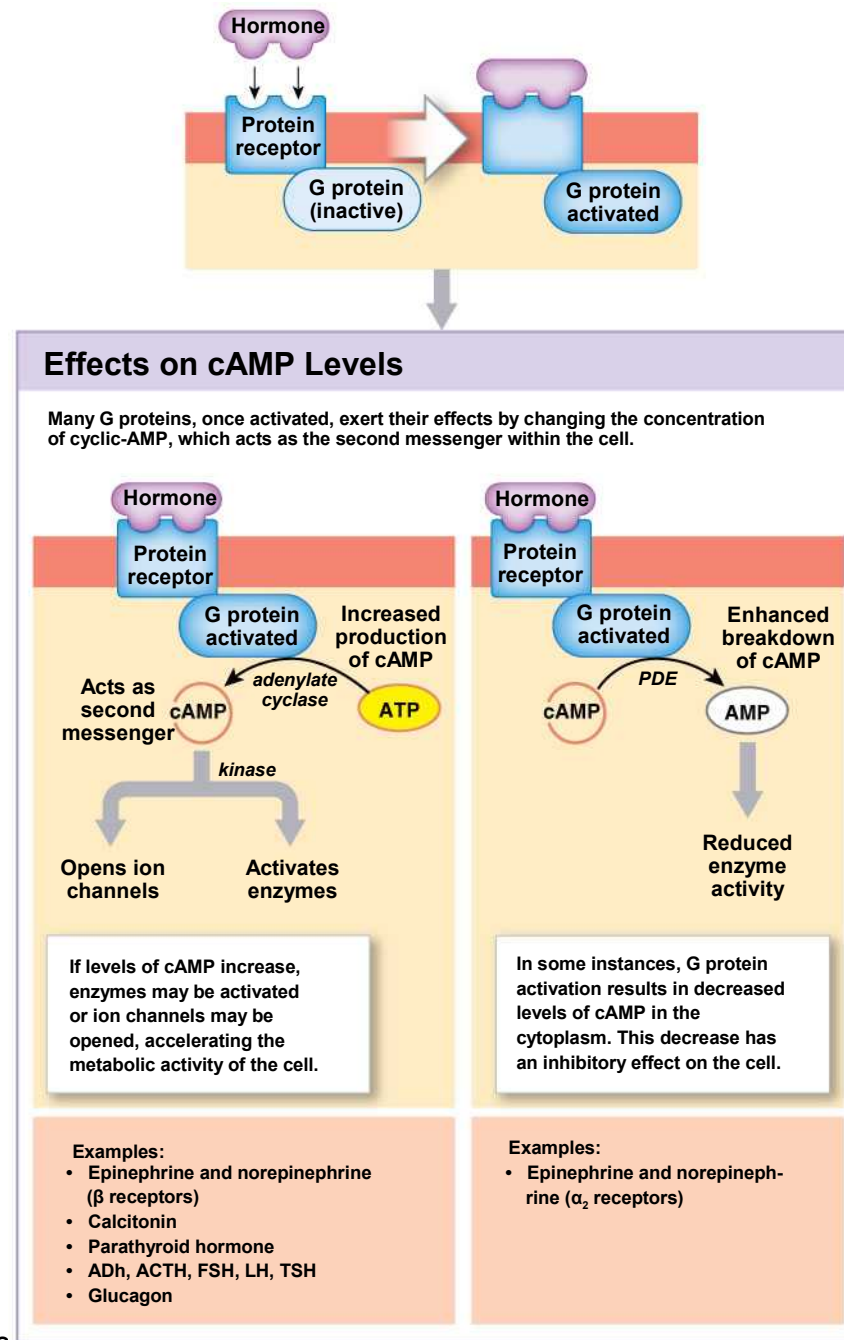 Hormone
Protein
receptor
G protein
(inactive)
G protein
activated
Effects on cAMP Levels
Many G proteins, once activated, exert their effects by changing the concentration
of cyclic-AMP, which acts as the second messenger within the cell.
Hormone
Protein
receptor
G protein
activated
Increased
production
of cAMP
adenylate
cyclase
Acts as
second
messenger
cAMP
ATP
kinase
Opens ion
channels
Activates
enzymes
If levels of cAMP increase,
enzymes may be activated
or ion channels may be
opened, accelerating the
metabolic activity of the cell.
Examples:
• Epinephrine and norepinephrine
(β receptors)
• Calcitonin
• Parathyroid hormone
• ADh, ACTH, FSH, LH, TSH
• Glucagon
Hormone
Protein
receptor
G protein
activated
Enhanced
breakdown
of cAMP
PDE
cAMP
AMP
Reduced
enzyme
activity
In some instances, G protein
activation results in decreased
levels of cAMP in the
cytoplasm. This decrease has
an inhibitory effect on the cell.
Examples:
• Epinephrine and norepineph-
rine (α₂ receptors)